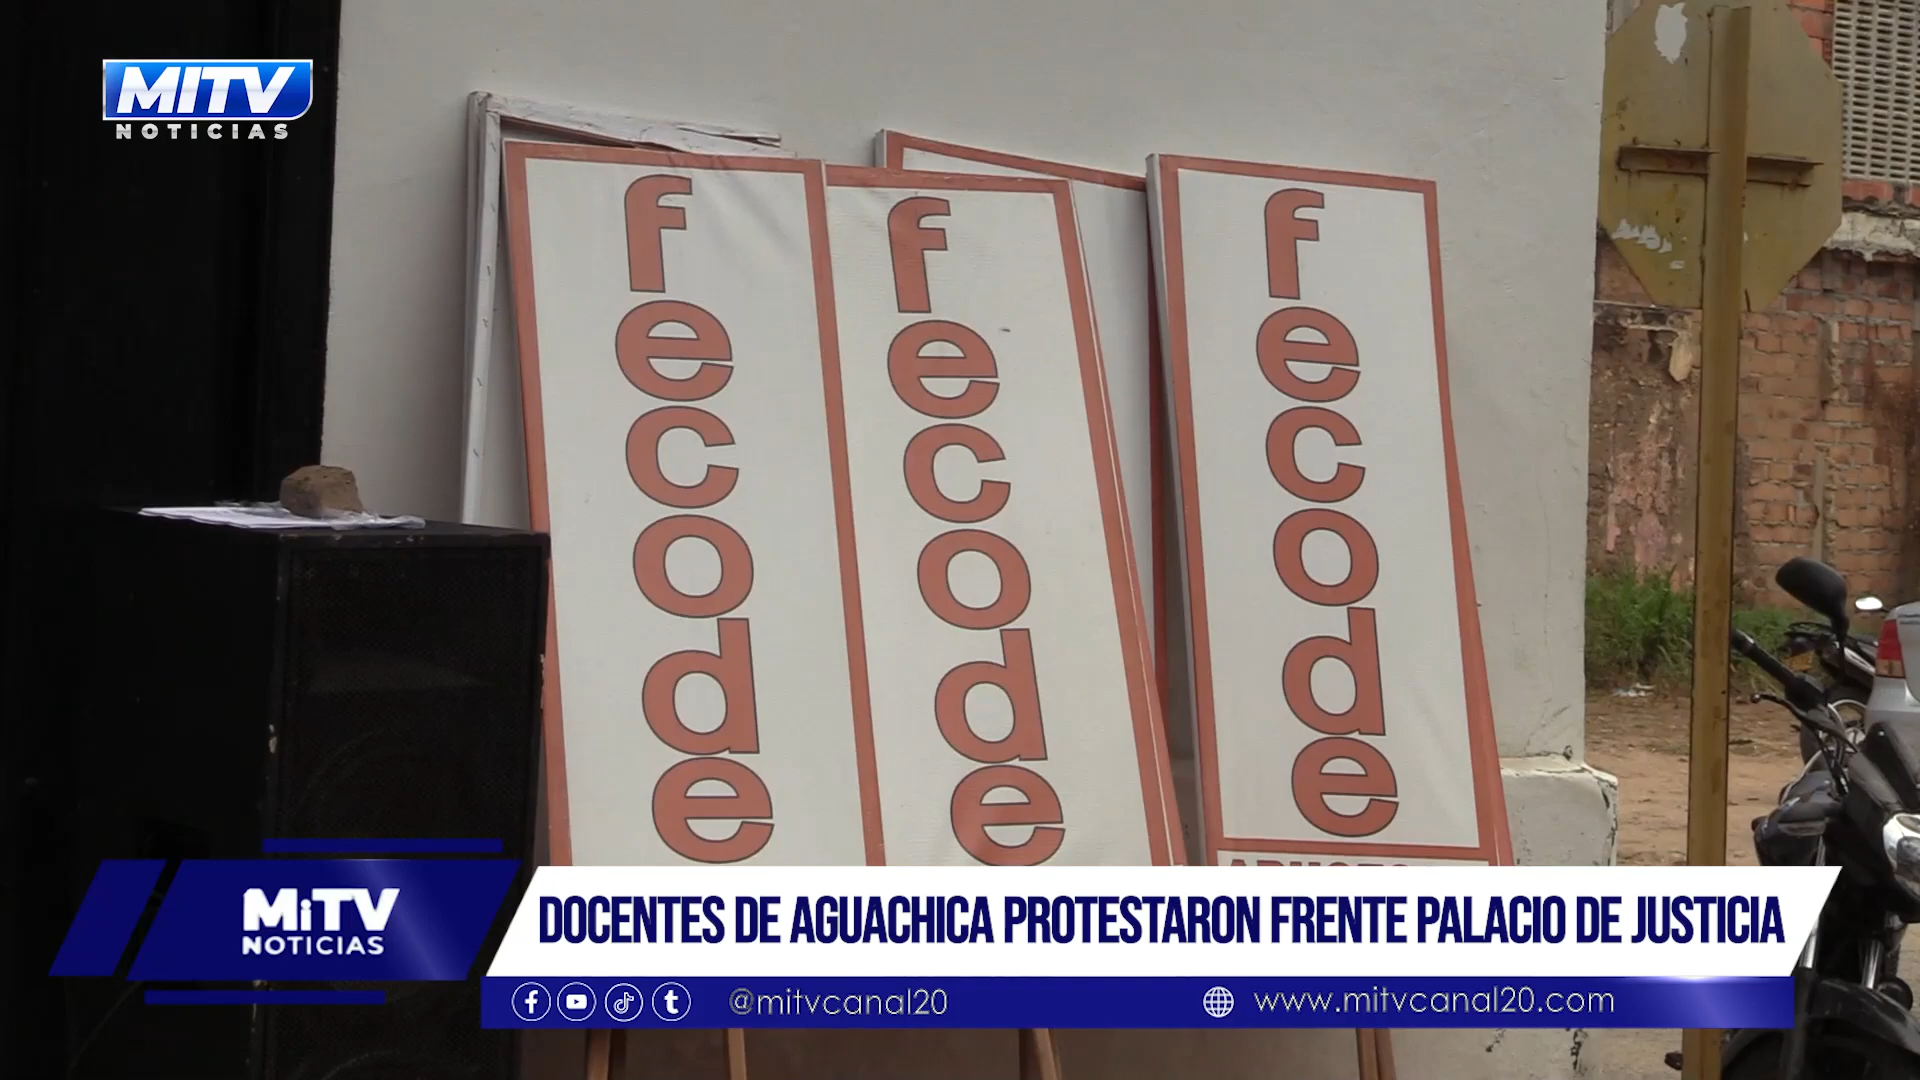 MITV
NOTICIAS
fecode
fecode
fecode
MiTV
NOTICIAS
DOCENTES DE AGUACHICA PROTESTARON FRENTE PALACIO DE JUSTICIA
@mitvcanal20
www.mitvcanal20.com